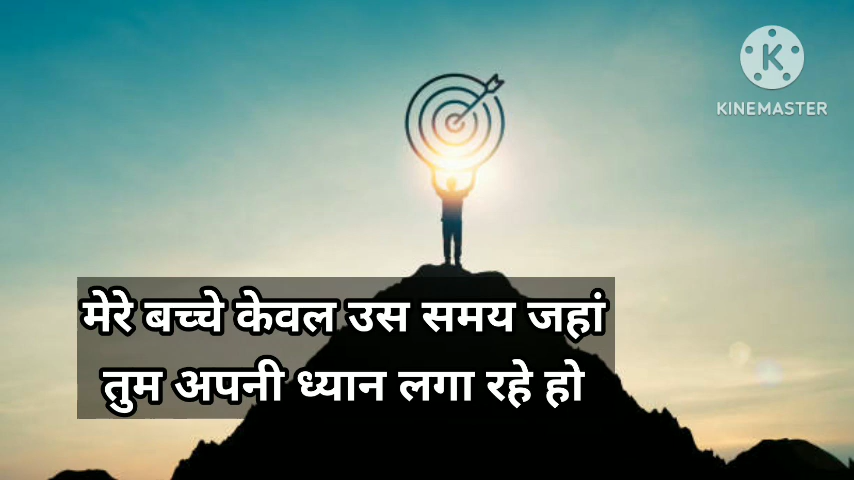 KINEMASTER
मेरे बच्चे केवल उस समय जहां
तुम अपनी ध्यान लगा रहे हो